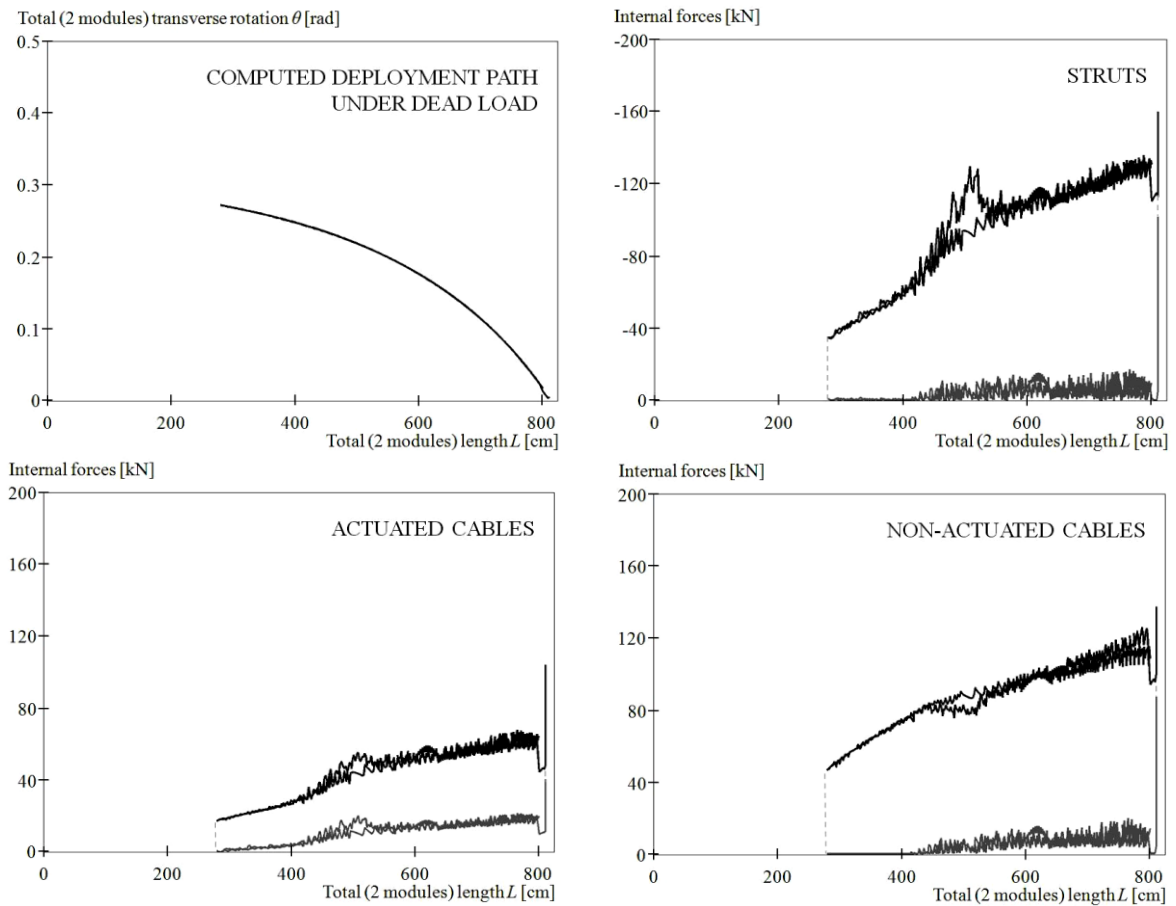 Total (2 modules) transverse rotation θ [rad]
0.5
0.4
0.3
0.2
0.1
0
COMPUTED DEPLOYMENT PATH
UNDER DEAD LOAD
0 200 400 600 800
Total (2 modules) length L [cm]
Internal forces [kN]
-200
-160
-120
-80
-40
0
STRUTS
0 200 400 600 800
Total (2 modules) length L [cm]
Internal forces [kN]
200
160
120
80
40
0
ACTUATED CABLES
0 200 400 600 800
Total (2 modules) length L [cm]
Internal forces [kN]
200
160
120
80
40
0
NON-ACTUATED CABLES
0 200 400 600 800
Total (2 modules) length L [cm]